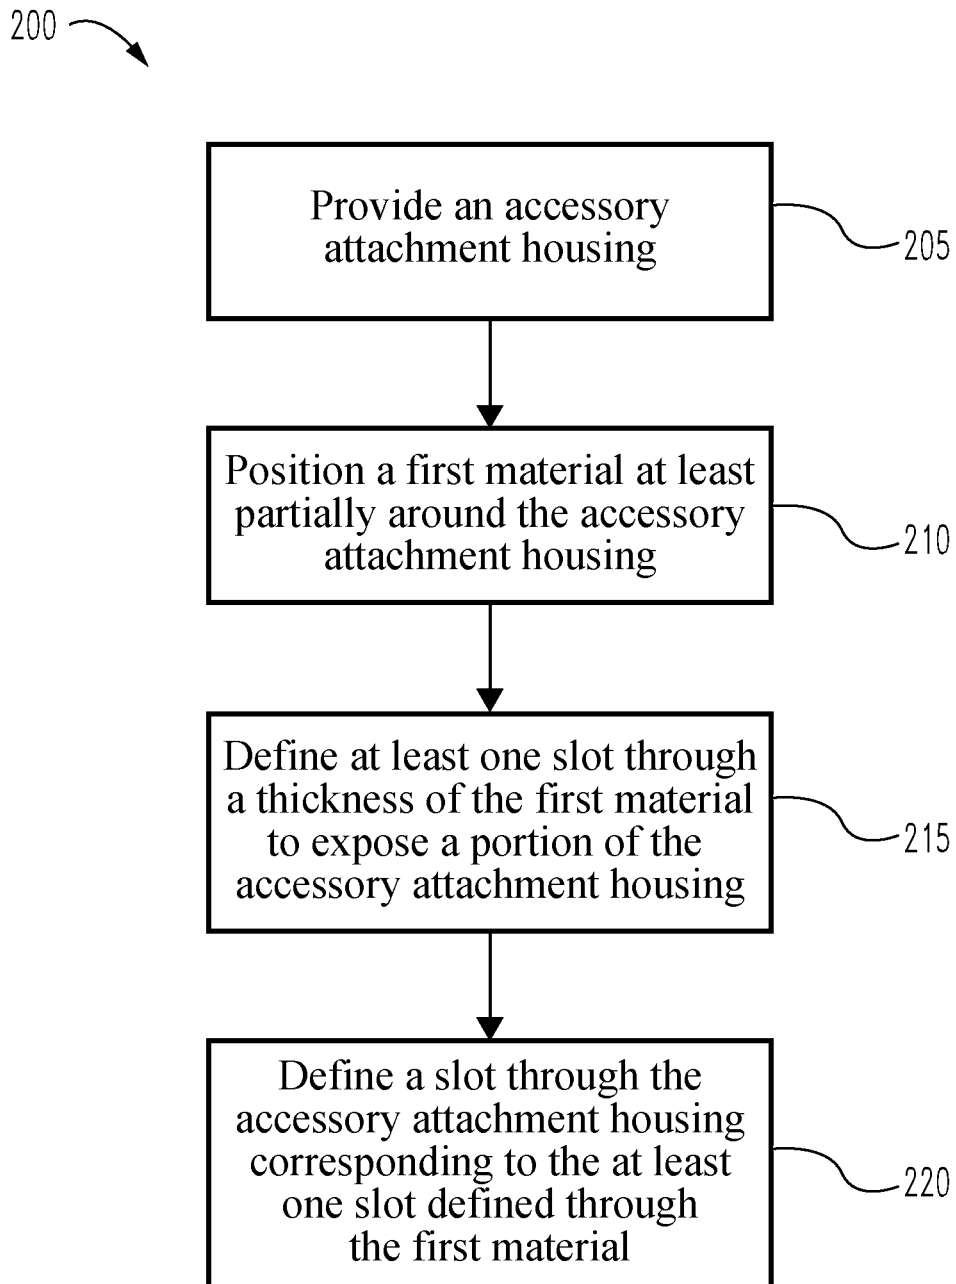 200
Provide an accessory
attachment housing
205
Position a first material at least
partially around the accessory
attachment housing
210
Define at least one slot through
a thickness of the first material
to expose a portion of the
accessory attachment housing
215
Define a slot through the
accessory attachment housing
corresponding to the at least
one slot defined through
the first material
220